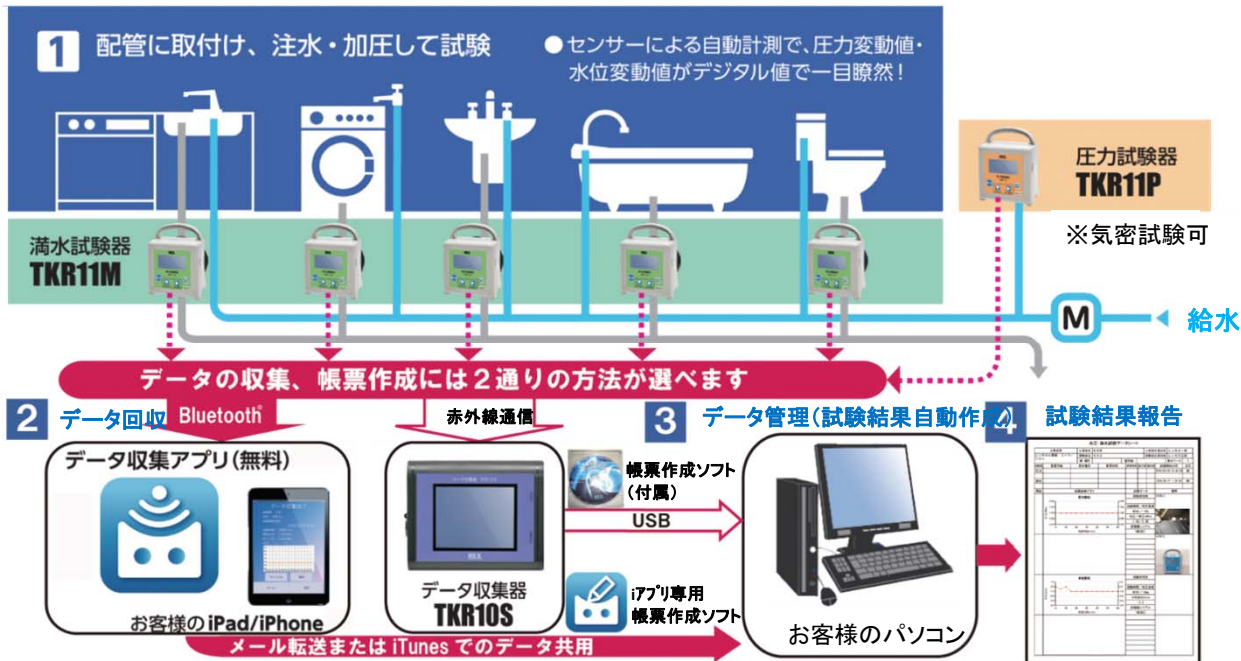 1 配管に取付け、注水・加圧して試験
●センサーによる自動計測で、圧力変動値・
水位変動値がデジタル値で一目瞭然！
圧力試験器
TKR11P
※気密試験可
満水試験器
TKR11M
M
給水
データの収集、帳票作成には２通りの方法が選べます
2 データ回収
Bluetooth®
赤外線通信
3 データ管理(試験結果自動作成)
4 試験結果報告
データ収集アプリ(無料)
お客様の iPad/iPhone
データ収集器
TKR10S
帳票作成ソフト
(付属)
USB
iアプリ専用
帳票作成ソフト
お客様のパソコン
メール転送または iTunes でのデータ共用